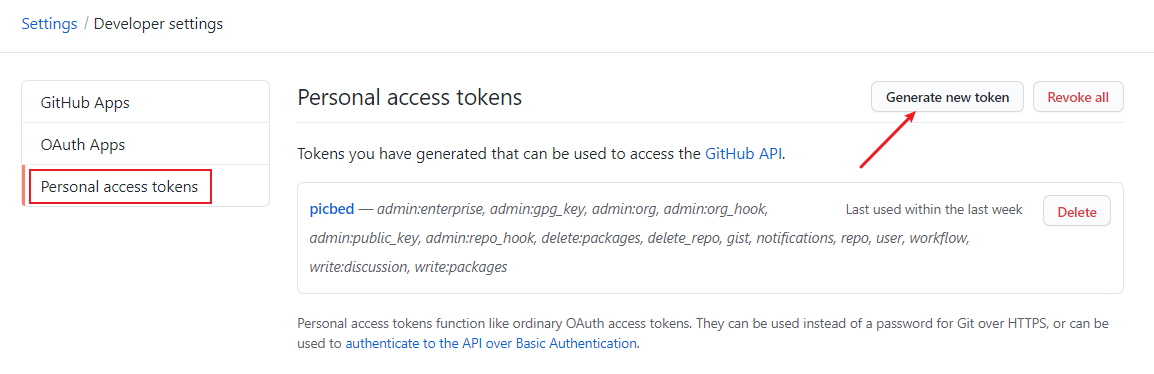 Settings / Developer settings
GitHub Apps
OAuth Apps
Personal access tokens
Personal access tokens
Generate new token
Revoke all
Tokens you have generated that can be used to access the GitHub API.
picbed — admin:enterprise, admin:gpg_key, admin:org, admin:org_hook,
admin:public_key, admin:repo_hook, delete:packages, delete_repo, gist, notifications, repo, user, workflow,
write:discussion, write:packages
Last used within the last week
Delete
Personal access tokens function like ordinary OAuth access tokens. They can be used instead of a password for Git over HTTPS, or can be
used to authenticate to the API over Basic Authentication.